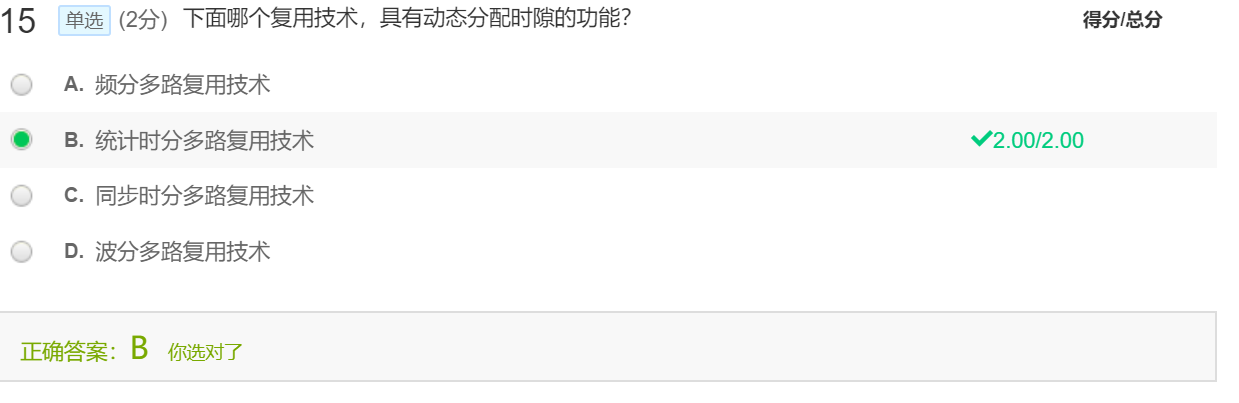 15 单选 (2分) 下面哪个复用技术，具有动态分配时隙的功能？ 得分/总分
A. 频分多路复用技术
B. 统计时分多路复用技术 2.00/2.00
C. 同步时分多路复用技术
D. 波分多路复用技术
正确答案：B 你选对了